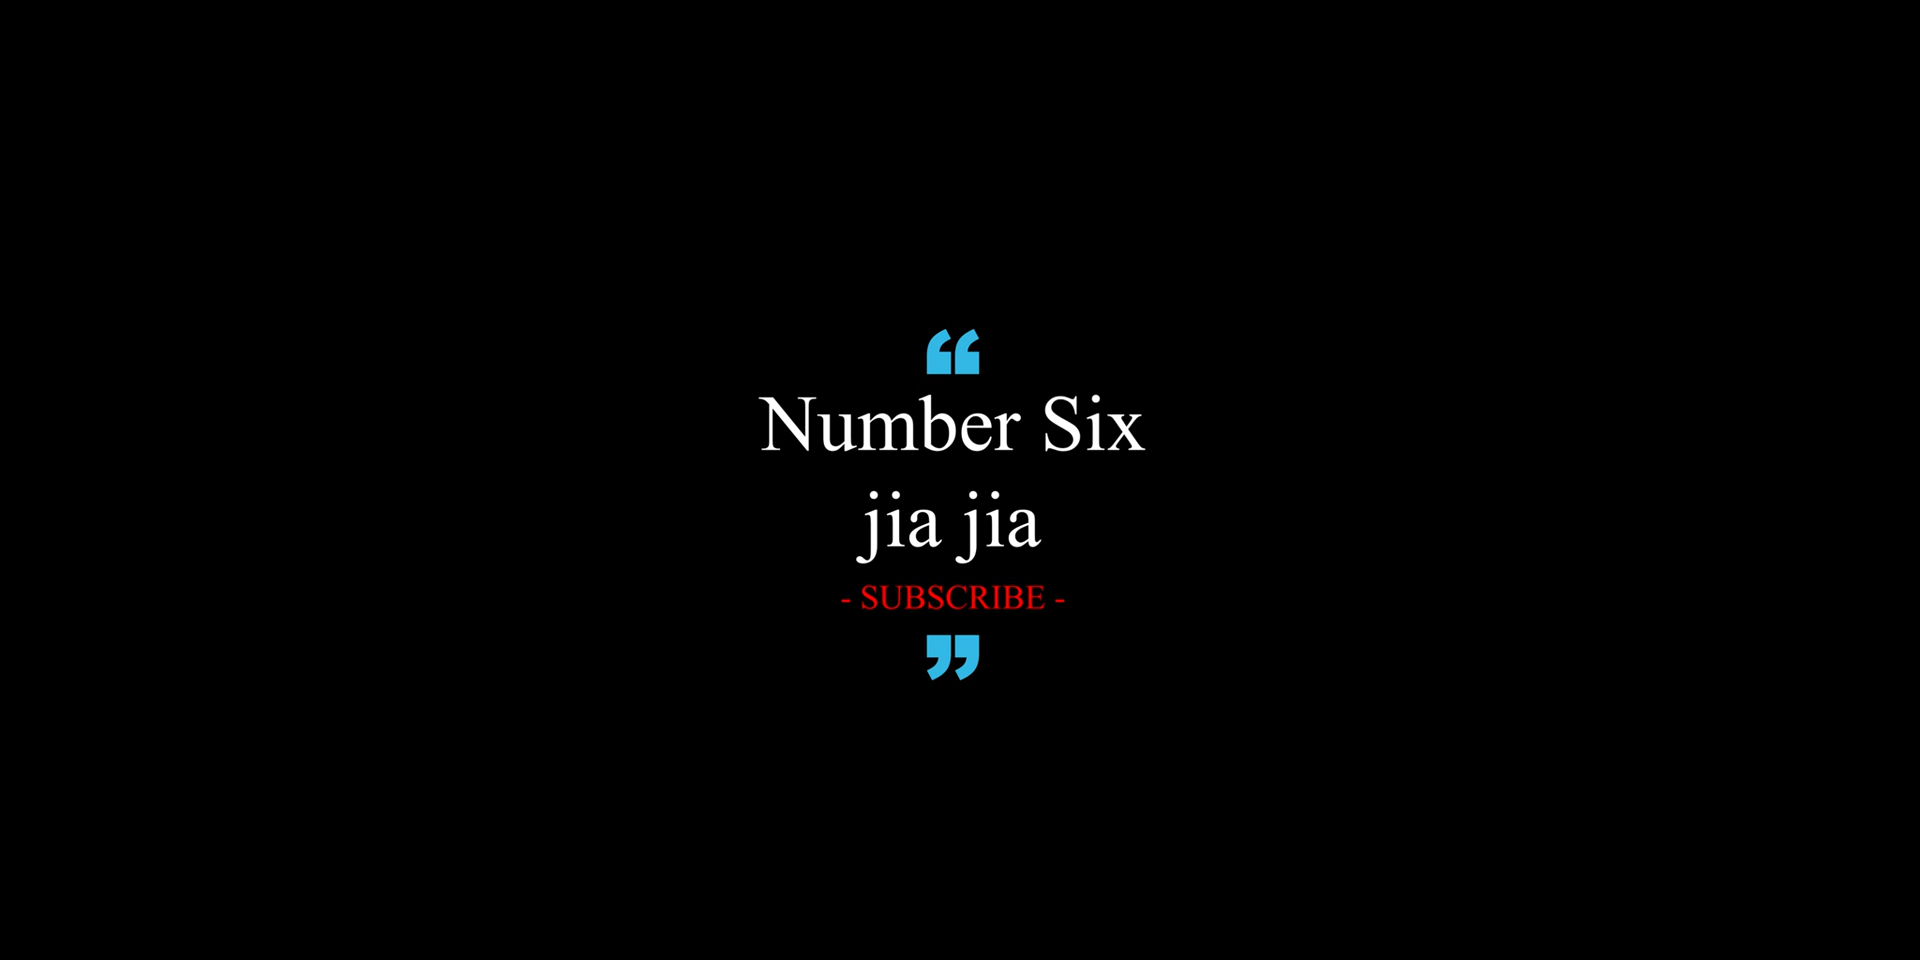 “
Number Six
jia jia
- SUBSCRIBE -
”